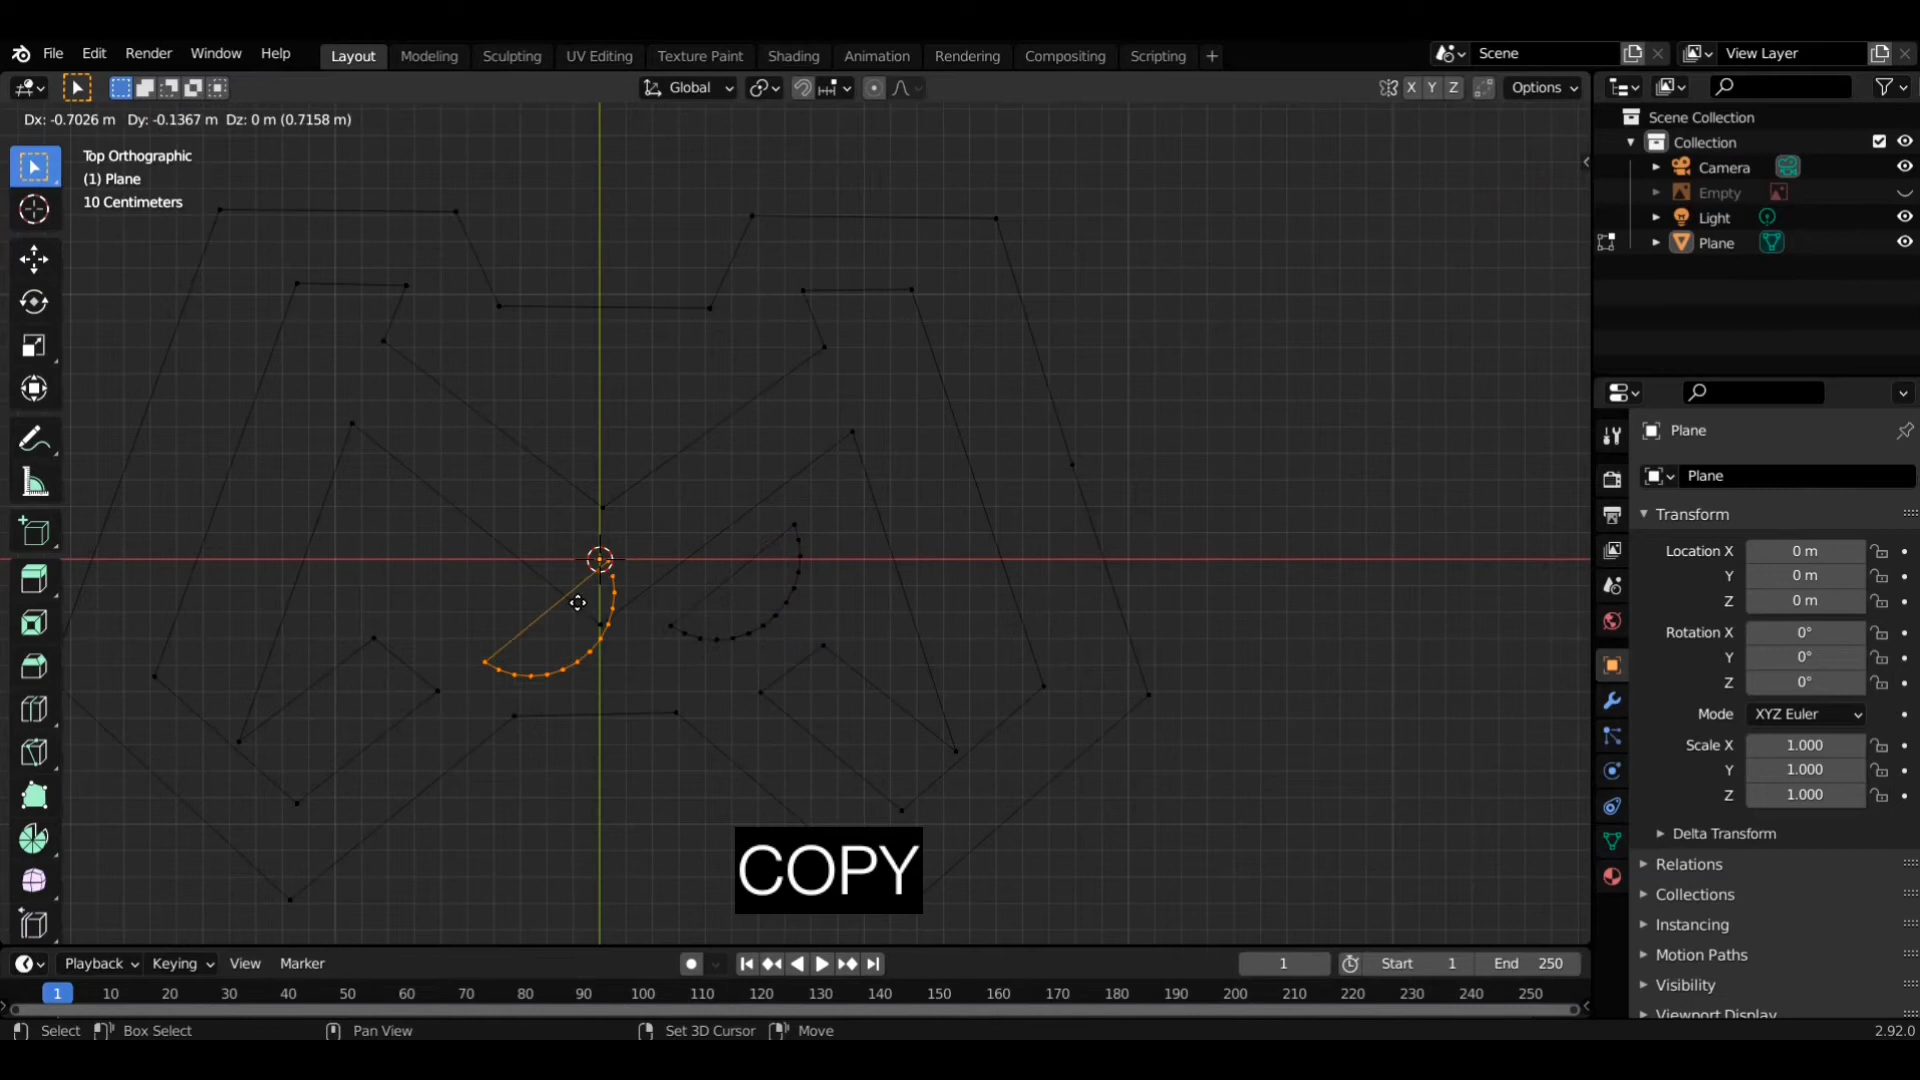 File Edit Render Window Help Layout Modeling Sculpting UV Editing Texture Paint Shading Animation Rendering Compositing Scripting + Scene View Layer
Global X Y Z Options
Dx: -0.7026 m Dy: -0.1367 m Dz: 0 m (0.7158 m)
Top Orthographic
(1) Plane
10 Centimeters
Scene Collection
Collection
Camera
Empty
Light
Plane
Plane
Plane
Transform
Location X 0 m
Y 0 m
Z 0 m
Rotation X 0°
Y 0°
Z 0°
Mode XYZ Euler
Scale X 1.000
Y 1.000
Z 1.000
Delta Transform
Relations
Collections
Instancing
Motion Paths
Visibility
Viewport Display
COPY
Playback Keying View Marker 1 Start 1 End 250
1 10 20 30 40 50 60 70 80 90 100 110 120 130 140 150 160 170 180 190 200 210 220 230 240 250
Select Box Select Pan View Set 3D Cursor Move 2.92.0